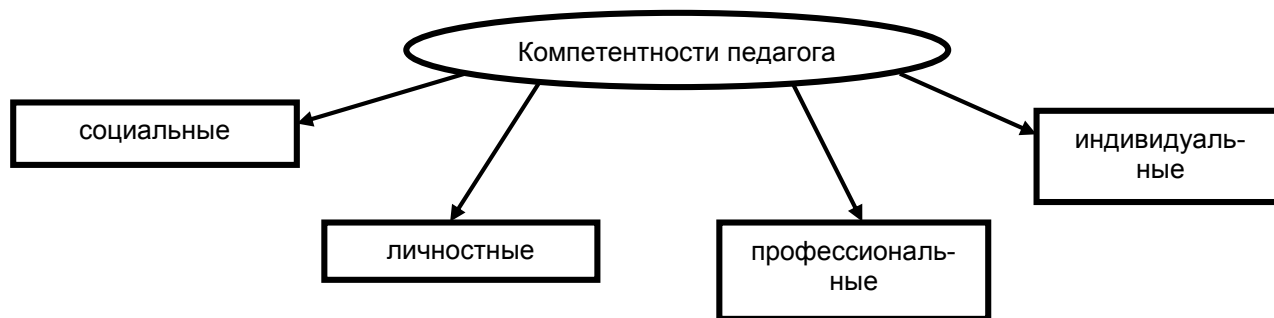 Компетентности педагога
социальные
индивидуаль-
ные
личностные
профессиональ-
ные